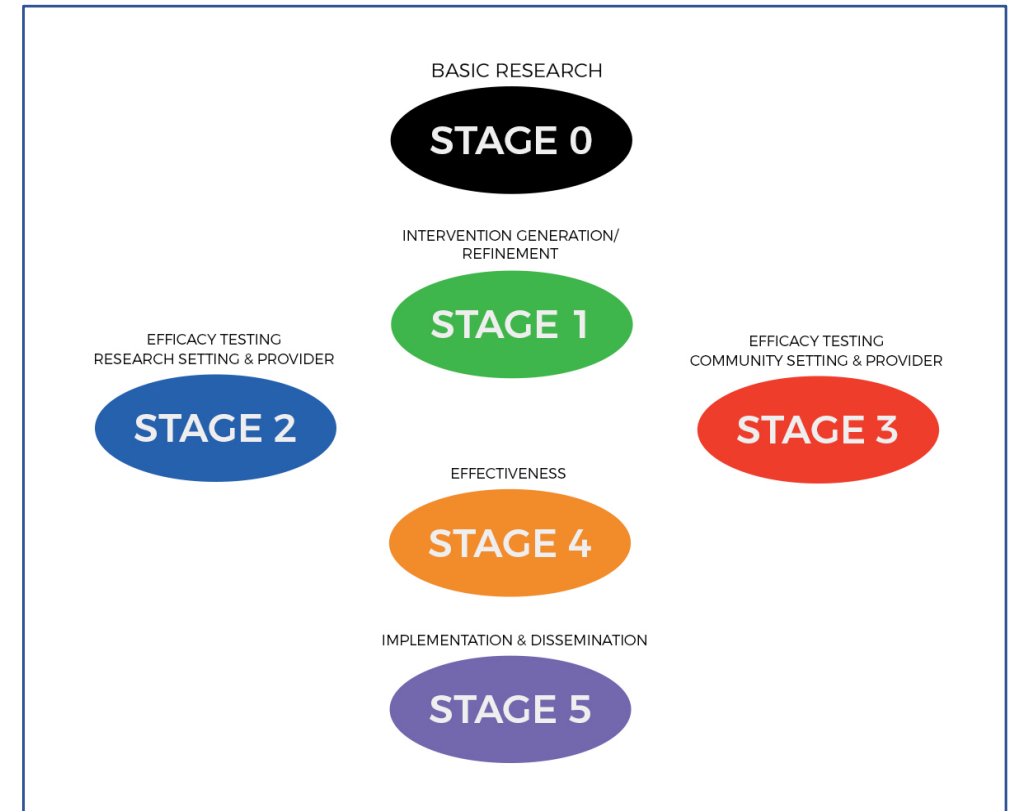 BASIC RESEARCH
STAGE 0
INTERVENTION GENERATION/
REFINEMENT
STAGE 1
EFFICACY TESTING
RESEARCH SETTING & PROVIDER
STAGE 2
EFFICACY TESTING
COMMUNITY SETTING & PROVIDER
STAGE 3
EFFECTIVENESS
STAGE 4
IMPLEMENTATION & DISSEMINATION
STAGE 5